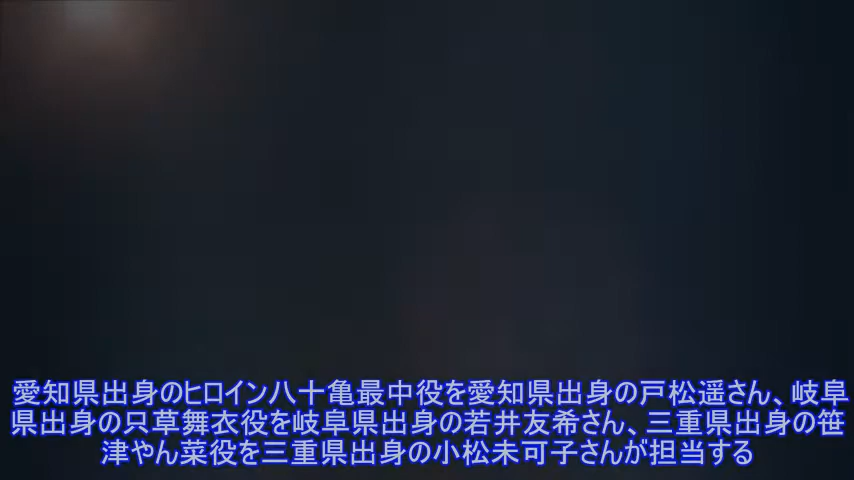 愛知県出身のヒロイン八十亀最中役を愛知県出身の戸松遥さん、岐阜
県出身の只草舞衣役を岐阜県出身の若井友希さん、三重県出身の笹
津やん菜役を三重県出身の小松未可子さんが担当する